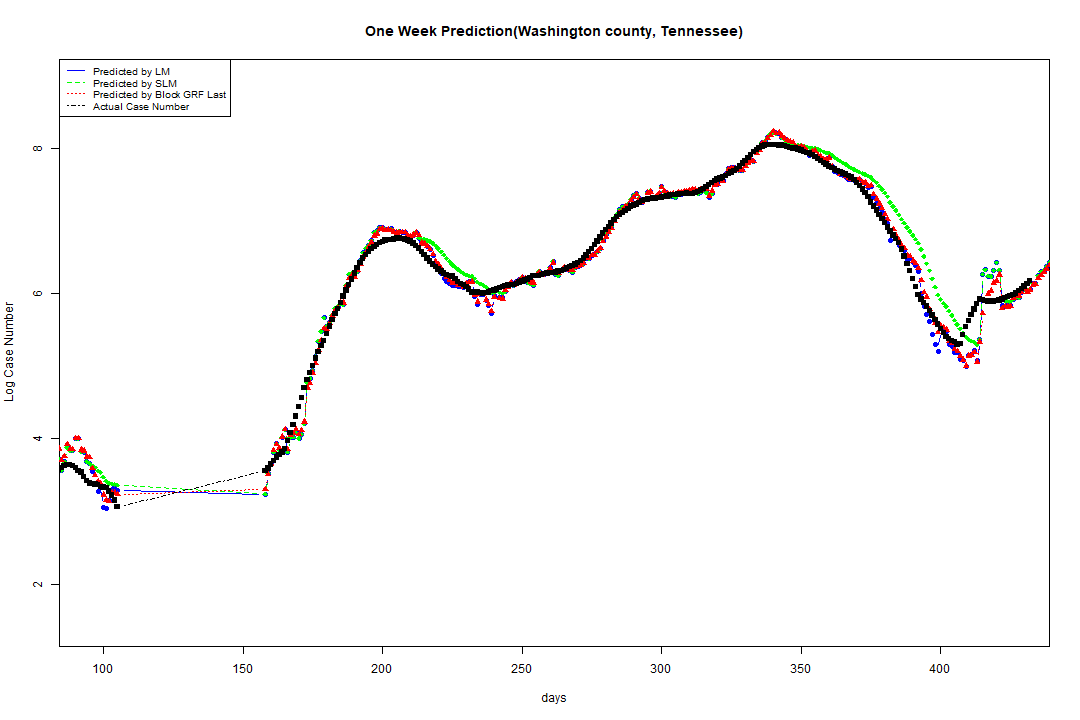 One Week Prediction(Washington county, Tennessee)
Predicted by LM
Predicted by SLM
Predicted by Block GRF Last
Actual Case Number
8
6
4
2
Log Case Number
100 150 200 250 300 350 400
days